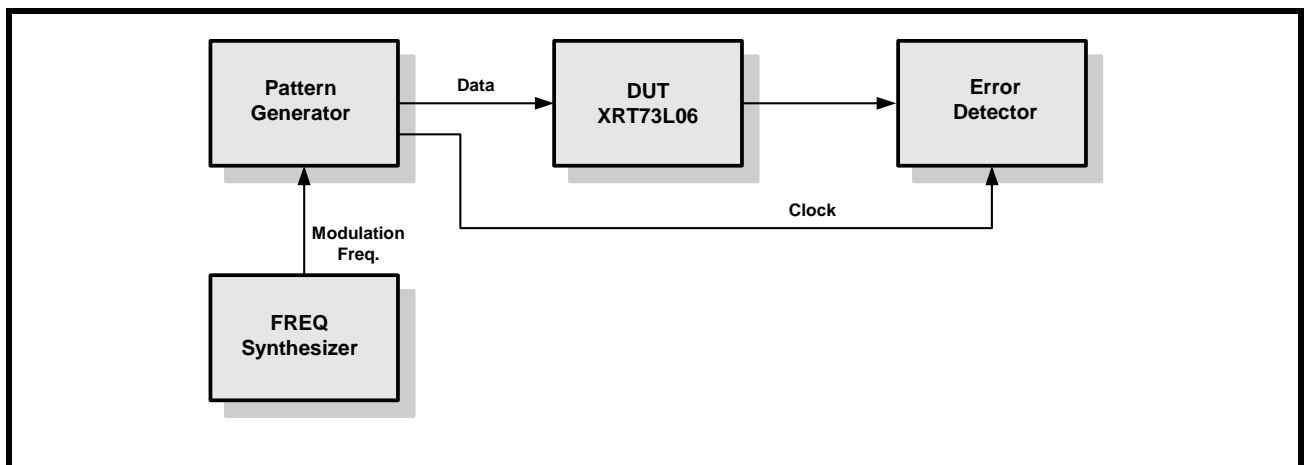 Pattern
Generator
Data
DUT
XRT73L06
Error
Detector
Clock
Modulation
Freq.
FREQ
Synthesizer